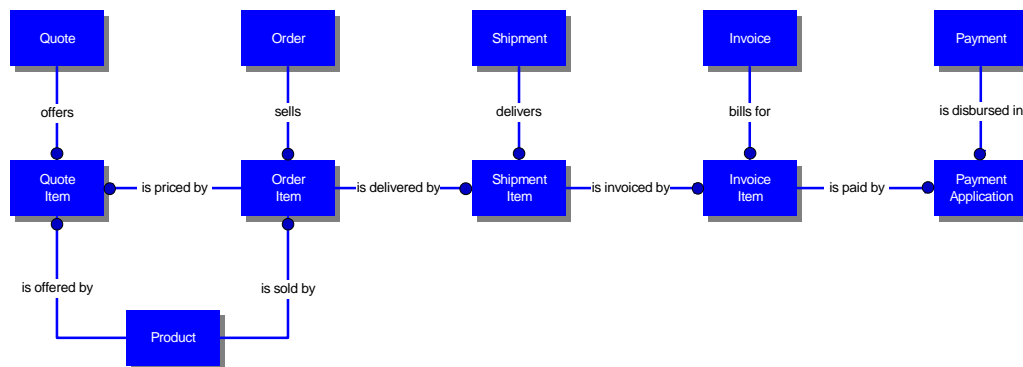 Quote
Order
Shipment
Invoice
Payment
offers
sells
delivers
bills for
is disbursed in
Quote
Item
is priced by
Order
Item
is delivered by
Shipment
Item
is invoiced by
Invoice
Item
is paid by
Payment
Application
is offered by
is sold by
Product